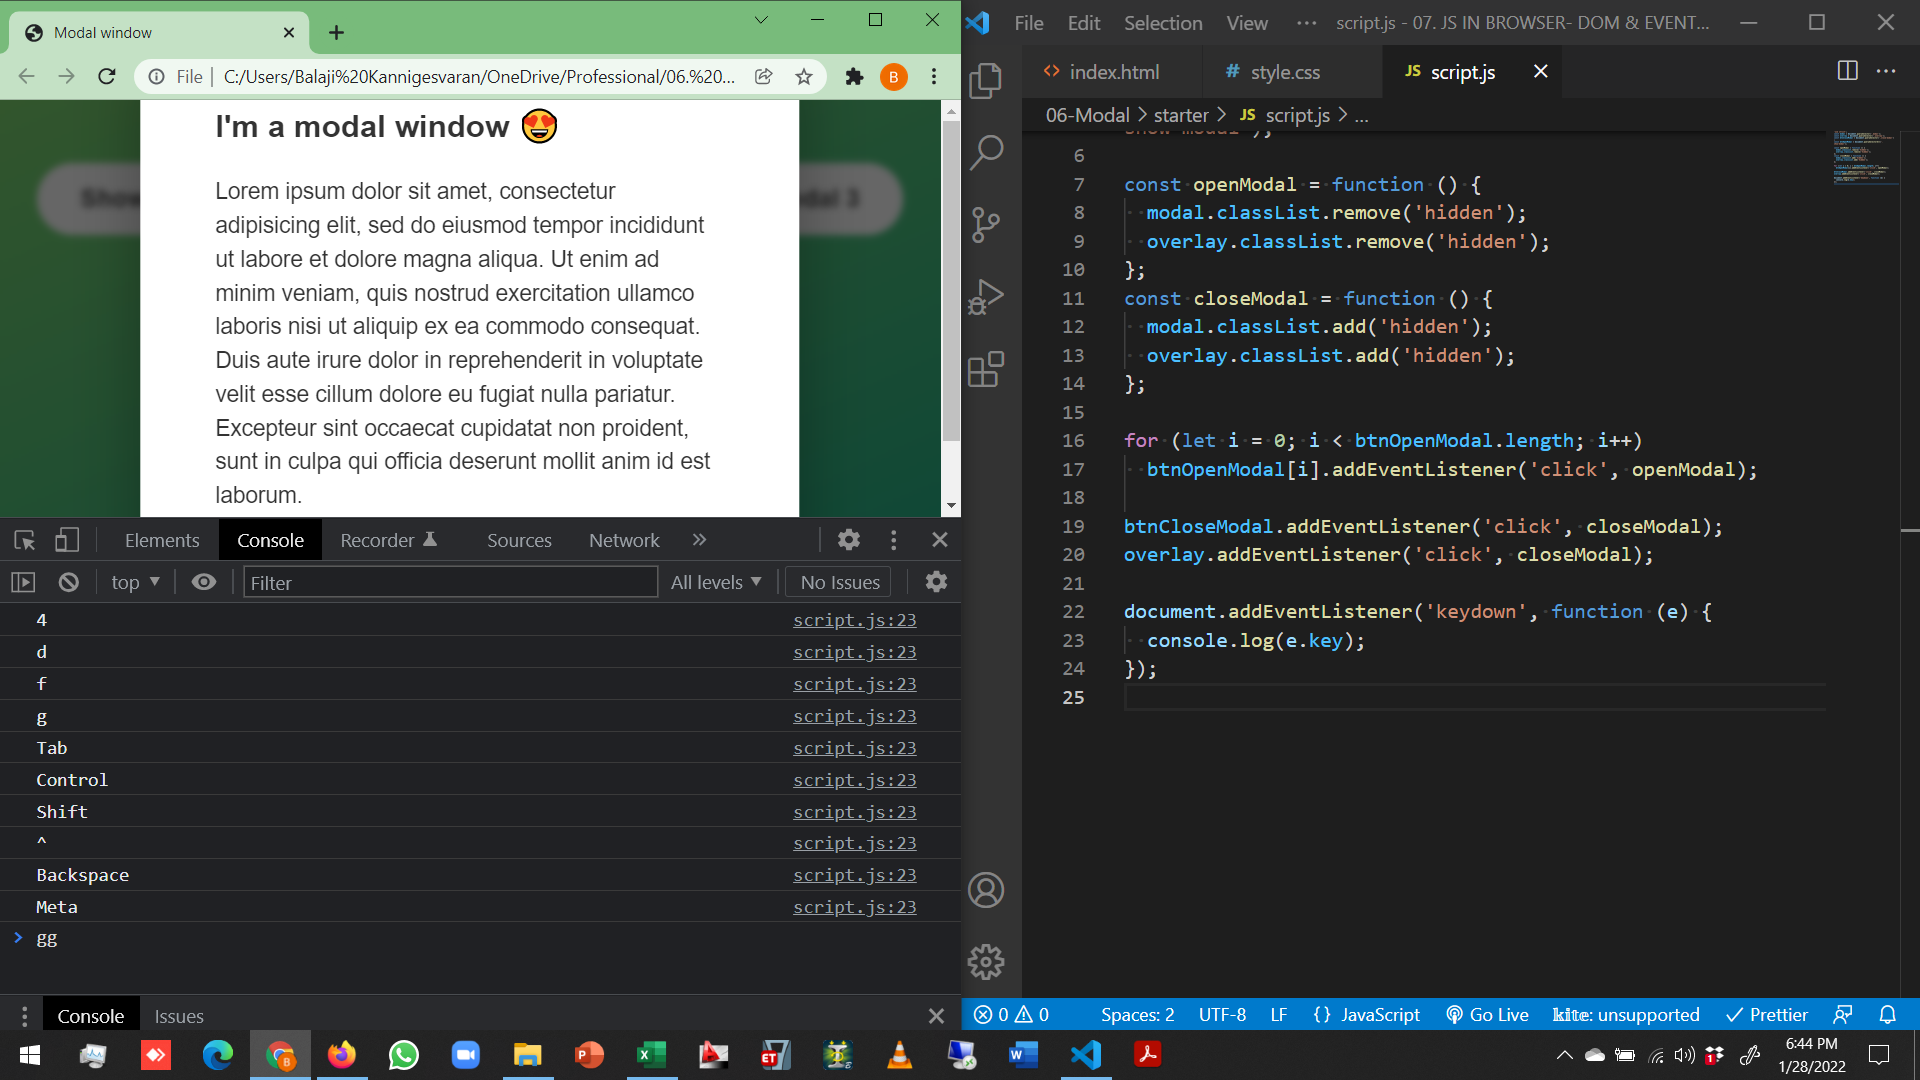 Modal window
File
C:/Users/Balaji%20Kannigesvaran/OneDrive/Professional/06.%20...
B
I'm a modal window 😍
Show
dal 3
Lorem ipsum dolor sit amet, consectetur
adipisicing elit, sed do eiusmod tempor incididunt
ut labore et dolore magna aliqua. Ut enim ad
minim veniam, quis nostrud exercitation ullamco
laboris nisi ut aliquip ex ea commodo consequat.
Duis aute irure dolor in reprehenderit in voluptate
velit esse cillum dolore eu fugiat nulla pariatur.
Excepteur sint occaecat cupidatat non proident,
sunt in culpa qui officia deserunt mollit anim id est
laborum.
Elements Console Recorder Sources Network »
top Filter All levels No Issues
4 script.js:23
d script.js:23
f script.js:23
g script.js:23
Tab script.js:23
Control script.js:23
Shift script.js:23
^ script.js:23
Backspace script.js:23
Meta script.js:23
> gg
Console Issues
File Edit Selection View ··· script.js - 07. JS IN BROWSER- DOM & EVENT...
<> index.html # style.css JS script.js
06-Modal > starter > JS script.js > ...
show-modal');
6
7 const openModal = function () {
8 modal.classList.remove('hidden');
9 overlay.classList.remove('hidden');
10 };
11 const closeModal = function () {
12 modal.classList.add('hidden');
13 overlay.classList.add('hidden');
14 };
15
16 for (let i = 0; i < btnOpenModal.length; i++)
17 btnOpenModal[i].addEventListener('click', openModal);
18
19 btnCloseModal.addEventListener('click', closeModal);
20 overlay.addEventListener('click', closeModal);
21
22 document.addEventListener('keydown', function (e) {
23 console.log(e.key);
24 });
25
0 0 Spaces: 2 UTF-8 LF {} JavaScript Go Live kite: unsupported Prettier
6:44 PM
1/28/2022